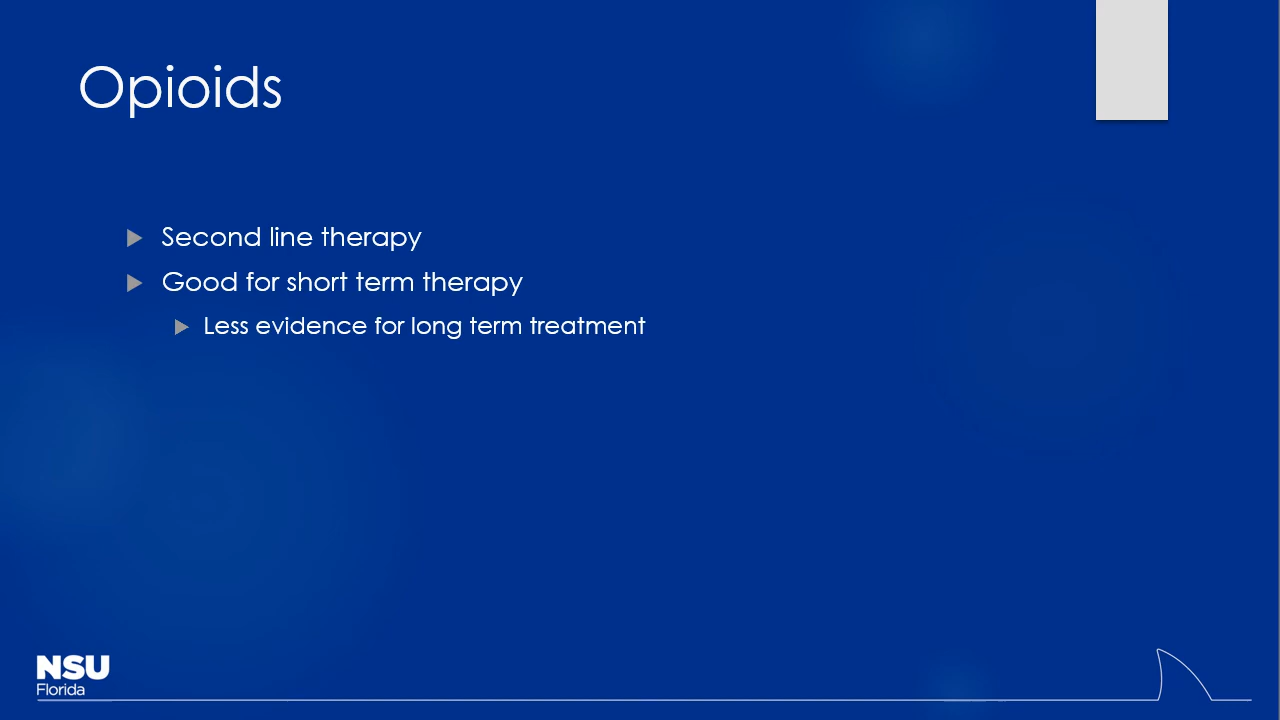 Opioids
Second line therapy
Good for short term therapy
Less evidence for long term treatment
NSU
Florida